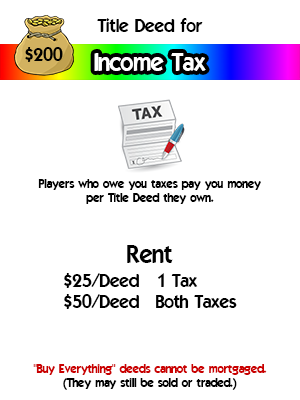 Title Deed for
$200
Income Tax
TAX
Players who owe you taxes pay you money
per Title Deed they own.
Rent
$25/Deed 1 Tax
$50/Deed Both Taxes
"Buy Everything" deeds cannot be mortgaged.
(They may still be sold or traded.)